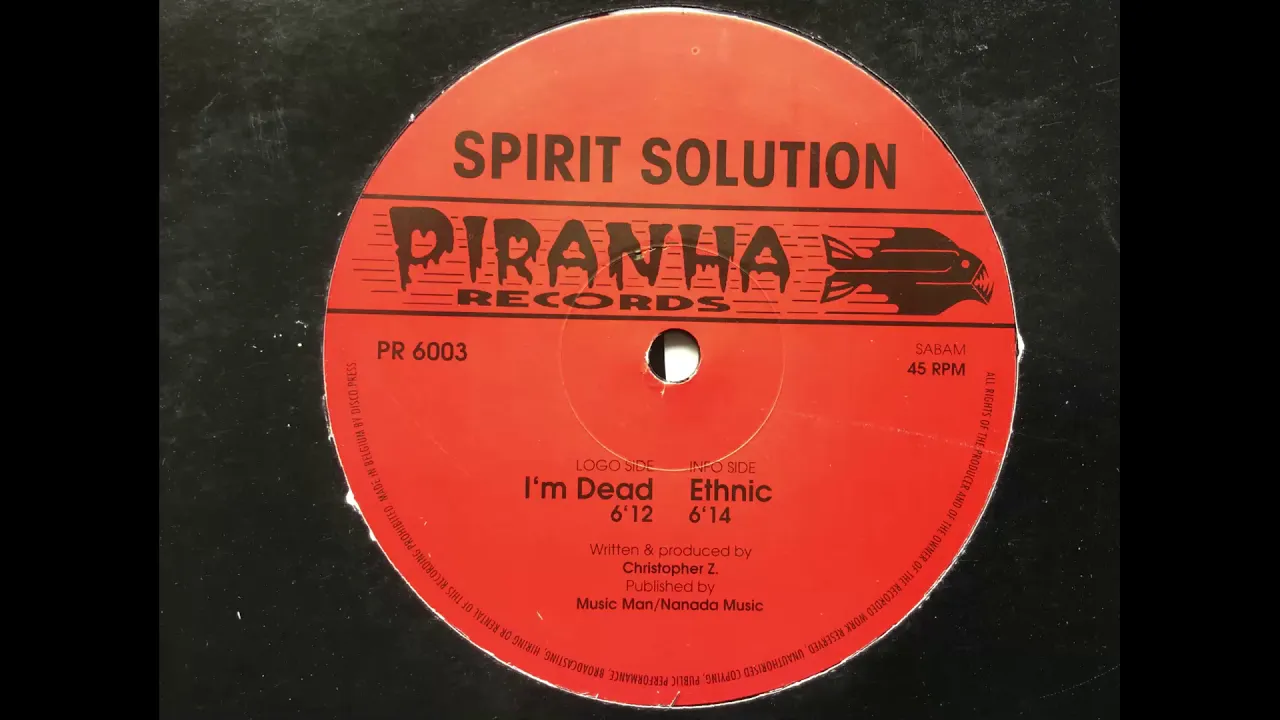 SPIRIT SOLUTION
PIRANHA
RECORDS
PR 6003
SABAM
45 RPM
LOGO SIDE
I'm Dead
6'12
INFO SIDE
Ethnic
6'14
Written & produced by
Christopher Z.
Published by
Music Man/Nanada Music
ALL RIGHTS OF THE PRODUCER AND OF THE OWNER OF THE RECORDED WORK RESERVED, UNAUTHORISED COPYING, PUBLIC PERFORMANCE, BROADCASTING, HIRING OR RENTAL OF THIS RECORDING PROHIBITED MADE IN BELGIUM BY DISCO PRESS